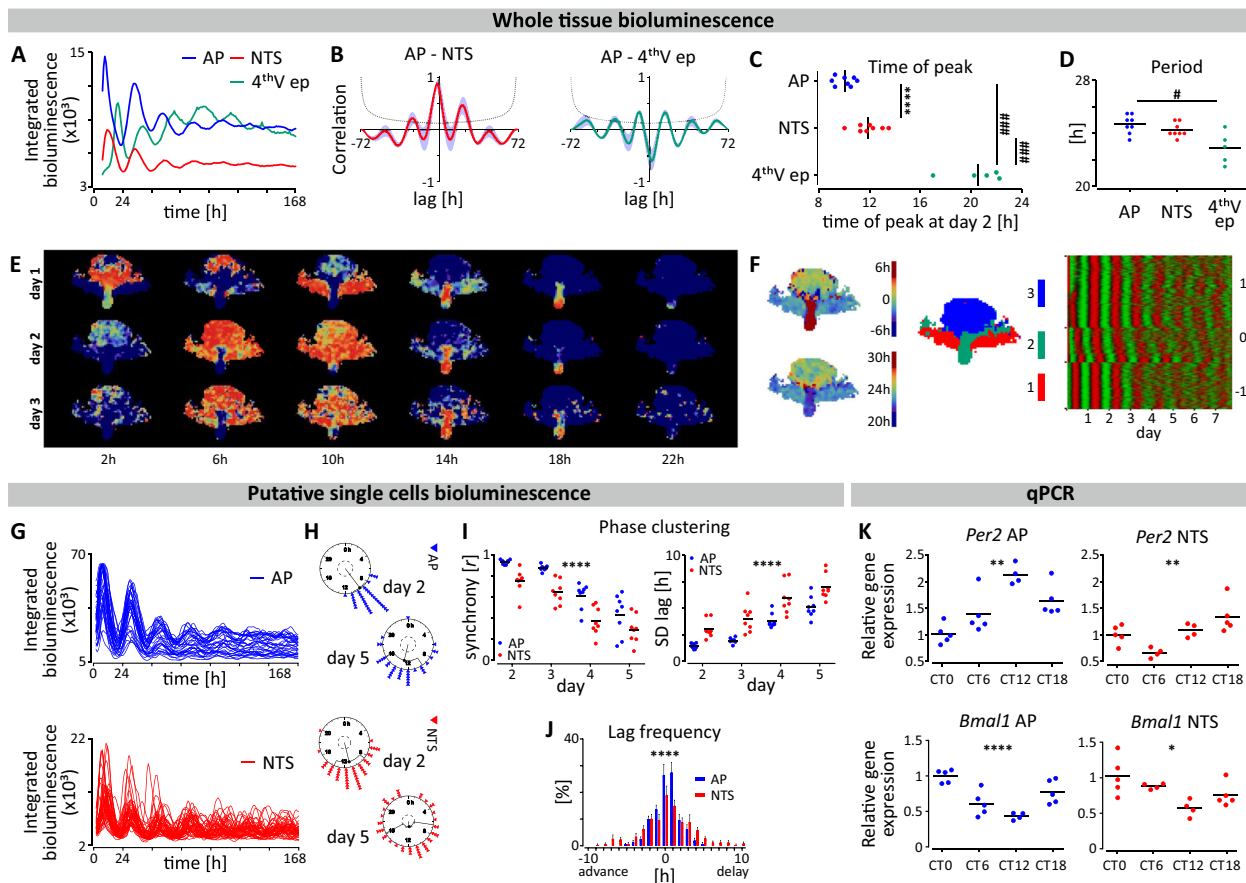 Whole tissue bioluminescence
A
AP
NTS
4thV ep
Integrated
bioluminescence
(x10³)
15
3
0
24
168
time [h]
B
AP - NTS
AP - 4thV ep
Correlation
1
-72
72
-1
lag [h]
1
-72
72
-1
lag [h]
C
Time of peak
AP
NTS
4thV ep
****
####
####
8
12
16
20
24
time of peak at day 2 [h]
D
Period
28
[h]
20
#
AP
NTS
4thV
ep
E
day 1
day 2
day 3
2h
6h
10h
14h
18h
22h
F
6h
0
-6h
30h
24h
20h
3
2
1
1
0
-1
1 2 3 4 5 6 7
day
Putative single cells bioluminescence
qPCR
G
Integrated
bioluminescence
(x10³)
70
5
AP
0
24
168
time [h]
Integrated
bioluminescence
(x10³)
22
2
NTS
0
24
168
time [h]
H
AP
day 2
day 5
NTS
day 2
day 5
I
Phase clustering
synchrony [r]
1
0
****
AP
NTS
2 3 4 5
SD lag [h]
10
5
0
AP
NTS
****
2 3 4 5
day
J
Lag frequency
****
[%]
40
0
AP
NTS
-10
0
10
advance
[h]
delay
K
Per2 AP
Relative gene
expression
2.5
2
1.5
1
0.5
**
CT0 CT6 CT12 CT18
Per2 NTS
2.5
2
1.5
1
0.5
**
CT0 CT6 CT12 CT18
Bmal1 AP
Relative gene
expression
1.5
1
0.5
0
****
CT0 CT6 CT12 CT18
Bmal1 NTS
1.5
1
0.5
0
*
CT0 CT6 CT12 CT18